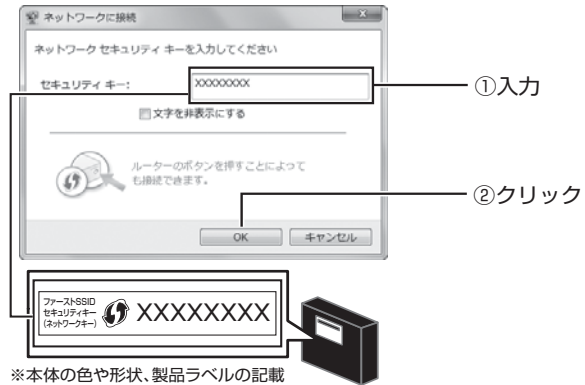 ネットワークに接続
ネットワーク セキュリティ キーを入力してください
セキュリティ キー:
XXXXXXXX
①入力
文字を非表示にする
ルーターのボタンを押すことによって
も接続できます。
②クリック
OK
キャンセル
ファーストSSID
セキュリティキー
(ネットワークキー)
XXXXXXXX
※本体の色や形状、製品ラベルの記載